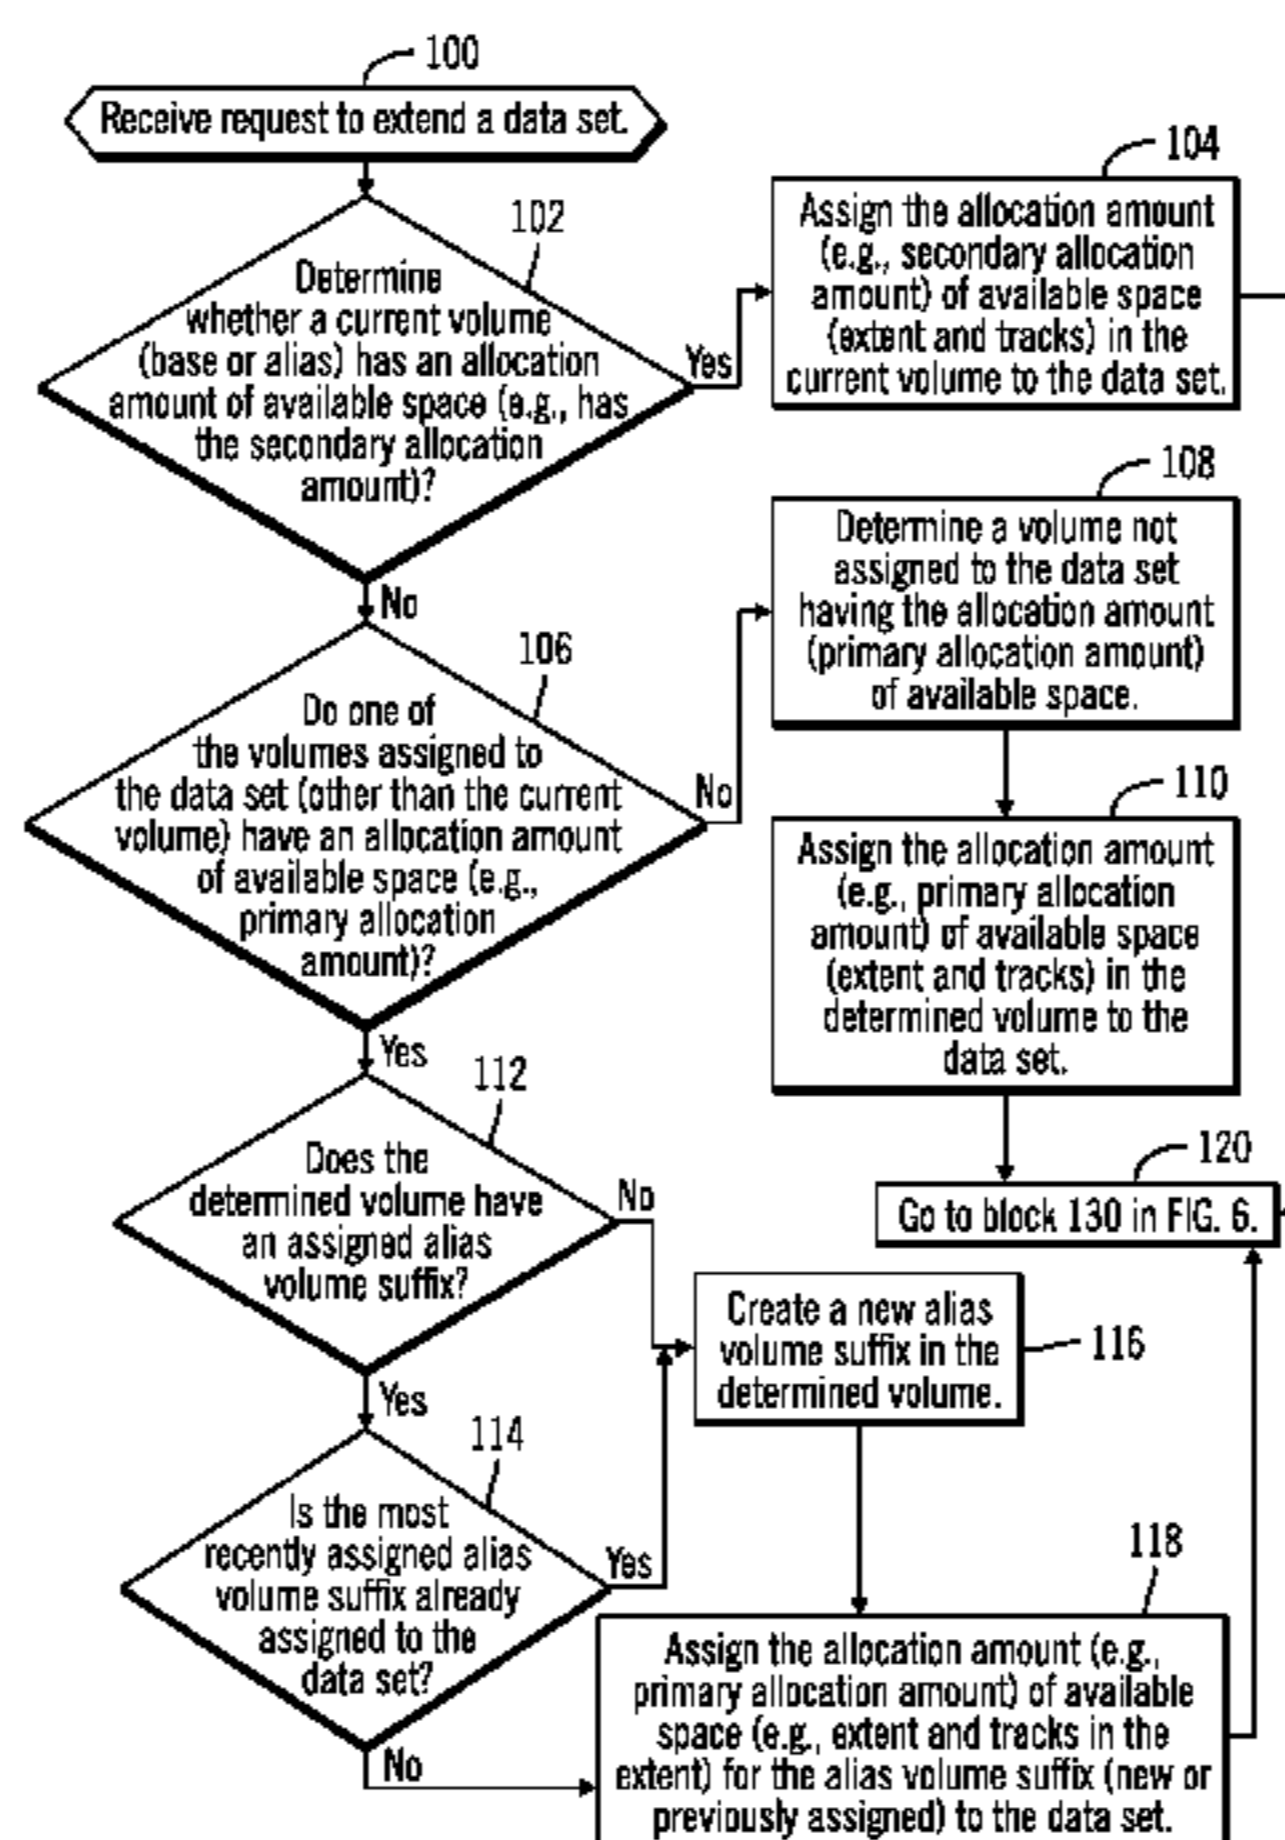 100
Receive request to extend a data set.
102
Determine
whether a current volume
(base or alias) has an allocation
amount of available space (e.g., has
the secondary allocation
amount)?
Yes
104
Assign the allocation amount
(e.g., secondary allocation
amount) of available space
(extent and tracks) in the
current volume to the data set.
No
106
Do one of
the volumes assigned to
the data set (other than the current
volume) have an allocation amount
of available space (e.g.,
primary allocation
amount)?
No
108
Determine a volume not
assigned to the data set
having the allocation amount
(primary allocation amount)
of available space.
110
Assign the allocation amount
(e.g., primary allocation
amount) of available space
(extent and tracks) in the
determined volume to the
data set.
Yes
112
Does the
determined volume have
an assigned alias
volume suffix?
No
120
Go to block 130 in FIG. 6.
Create a new alias
volume suffix in the
determined volume.
116
Yes
114
Is the most
recently assigned alias
volume suffix already
assigned to the
data set?
Yes
No
118
Assign the allocation amount (e.g.,
primary allocation amount) of available
space (e.g., extent and tracks in the
extent) for the alias volume suffix (new or
previously assigned) to the data set.